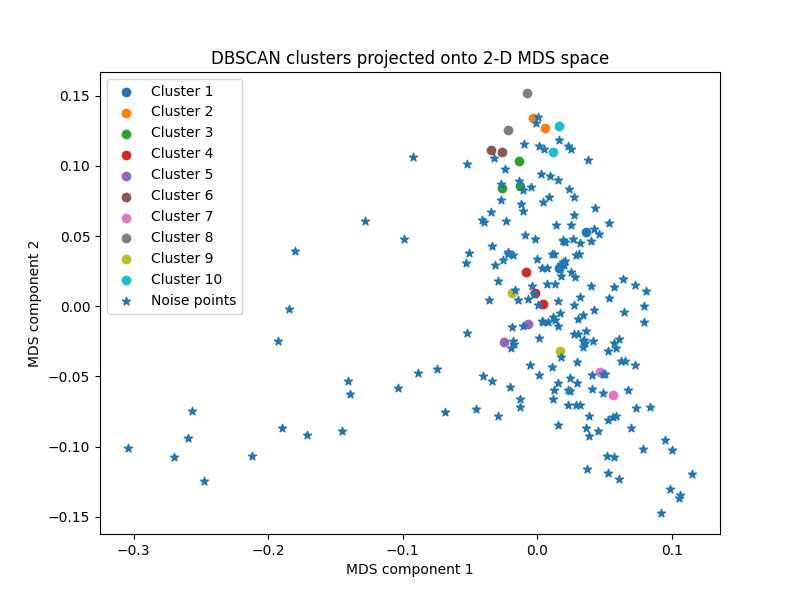 DBSCAN clusters projected onto 2-D MDS space
Cluster 1
Cluster 2
Cluster 3
Cluster 4
Cluster 5
Cluster 6
Cluster 7
Cluster 8
Cluster 9
Cluster 10
Noise points
MDS component 2
0.15
0.10
0.05
0.00
−0.05
−0.10
−0.15
−0.3
−0.2
−0.1
0.0
0.1
MDS component 1